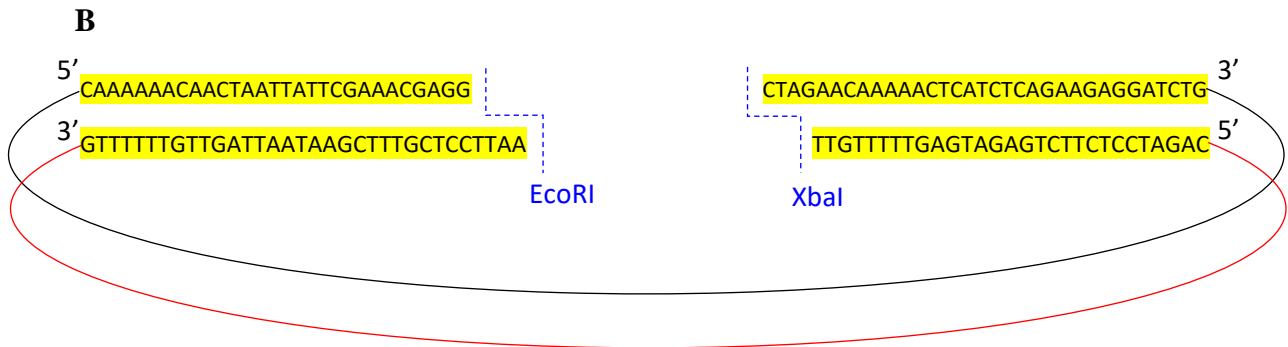 B
5’ CAAAAAACAACTAATTATTCGAAACGAGG CTAGAACAAAAACTCATCTCAGAAGAGGATCTG 3’
3’ GTTTTTTGTTGATTAATAAGCTTTGCTCCTTAA TTGTTTTTGAGTAGAGTCTTCTCCTAGAC 5’
EcoRI XbaI